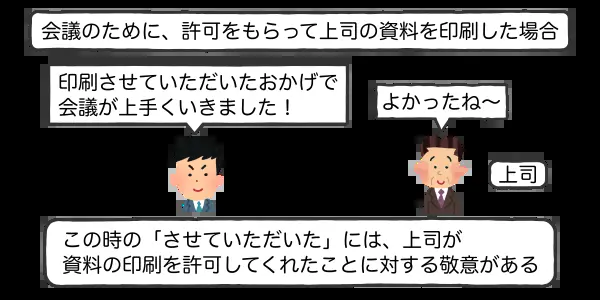 会議のために、許可をもらって上司の資料を印刷した場合
印刷させていただいたおかげで
会議が上手くいきました！
よかったね〜
上司
この時の「させていただいた」には、上司が
資料の印刷を許可してくれたことに対する敬意がある